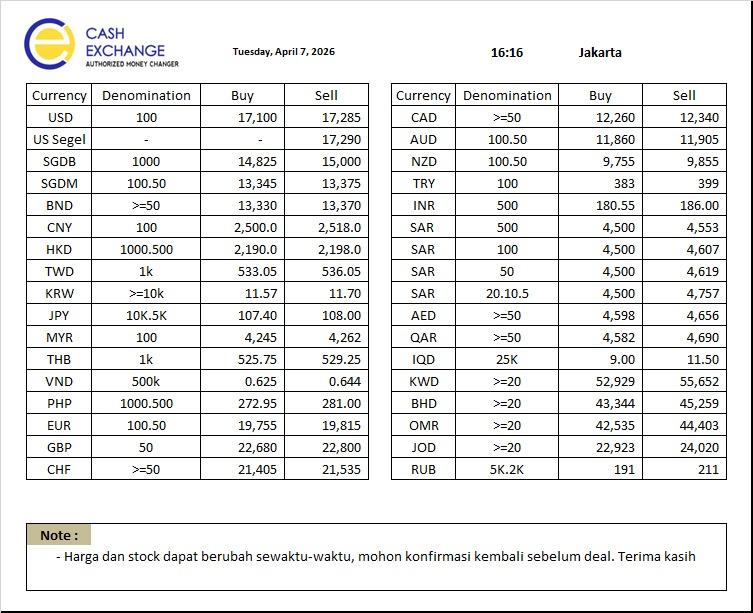 CASH
EXCHANGE
AUTHORIZED MONEY CHANGER
Tuesday, April 7, 2026 16:16 Jakarta
Currency Denomination Buy Sell
USD 100 17,100 17,285
US Segel - - 17,290
SGDB 1000 14,825 15,000
SGDM 100.50 13,345 13,375
BND >=50 13,330 13,370
CNY 100 2,500.0 2,518.0
HKD 1000.500 2,190.0 2,198.0
TWD 1k 533.05 536.05
KRW >=10k 11.57 11.70
JPY 10K.5K 107.40 108.00
MYR 100 4,245 4,262
THB 1k 525.75 529.25
VND 500k 0.625 0.644
PHP 1000.500 272.95 281.00
EUR 100.50 19,755 19,815
GBP 50 22,680 22,800
CHF >=50 21,405 21,535
Currency Denomination Buy Sell
CAD >=50 12,260 12,340
AUD 100.50 11,860 11,905
NZD 100.50 9,755 9,855
TRY 100 383 399
INR 500 180.55 186.00
SAR 500 4,500 4,553
SAR 100 4,500 4,607
SAR 50 4,500 4,619
SAR 20.10.5 4,500 4,757
AED >=50 4,598 4,656
QAR >=50 4,582 4,690
IQD 25K 9.00 11.50
KWD >=20 52,929 55,652
BHD >=20 43,344 45,259
OMR >=20 42,535 44,403
JOD >=20 22,923 24,020
RUB 5K.2K 191 211
Note :
- Harga dan stock dapat berubah sewaktu-waktu, mohon konfirmasi kembali sebelum deal. Terima kasih